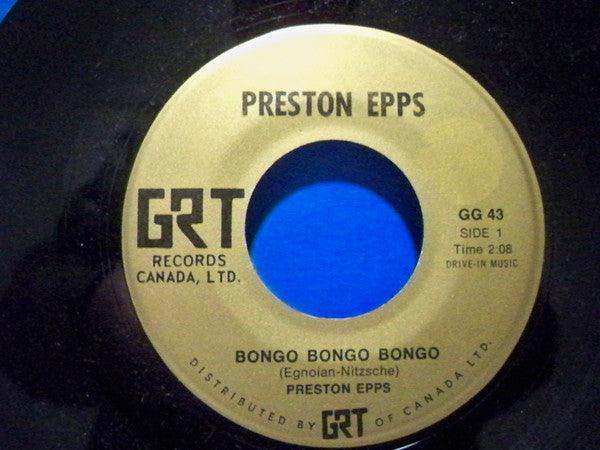 PRESTON EPPS
GRT
RECORDS
CANADA, LTD.
GG 43
SIDE 1
Time 2:08
DRIVE-IN MUSIC
BONGO BONGO BONGO
(Egnoian-Nitzsche)
PRESTON EPPS
DISTRIBUTED BY GRT OF CANADA LTD.